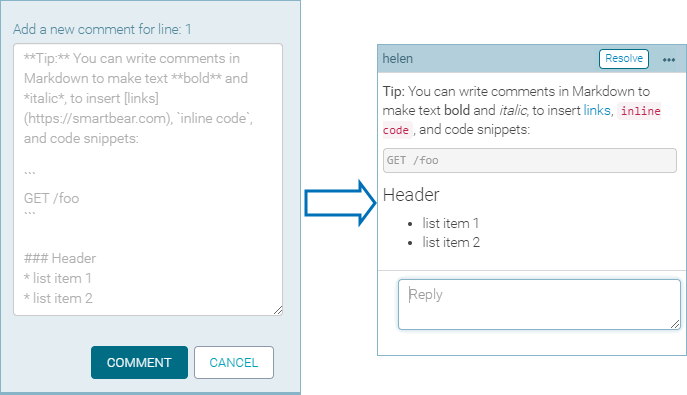 Add a new comment for line: 1
**Tip:** You can write comments in
Markdown to make text **bold** and
*italic*, to insert [links]
(https://smartbear.com), `inline code`,
and code snippets:
```
GET /foo
```
### Header
* list item 1
* list item 2
COMMENT
CANCEL
helen
Resolve
•••
Tip: You can write comments in Markdown to
make text bold and italic, to insert links, inline
code, and code snippets:
GET /foo
Header
• list item 1
• list item 2
Reply